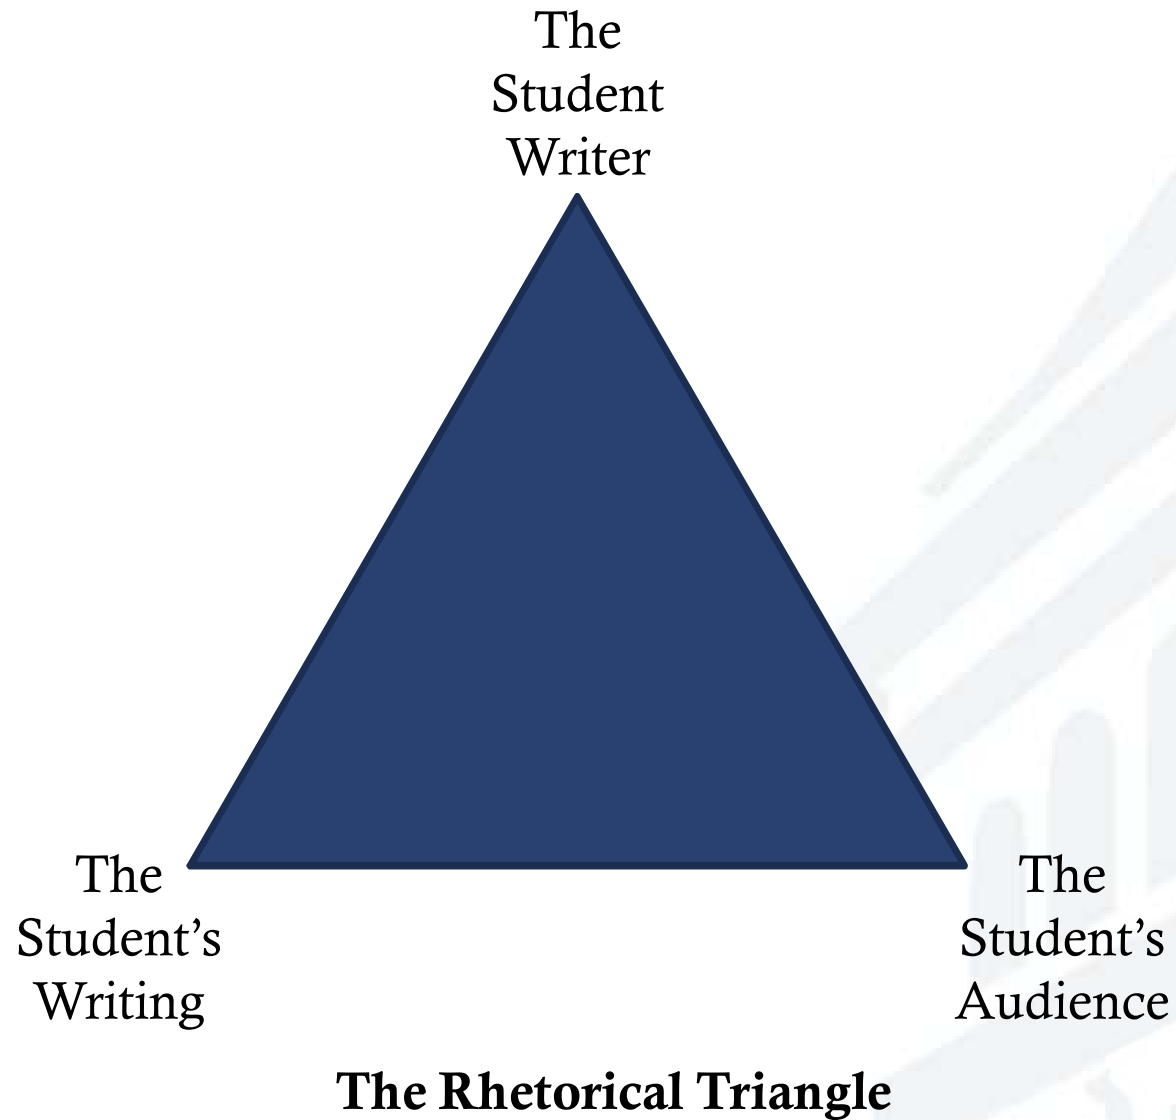 The
Student
Writer
The
Student’s
Writing
The
Student’s
Audience
The Rhetorical Triangle